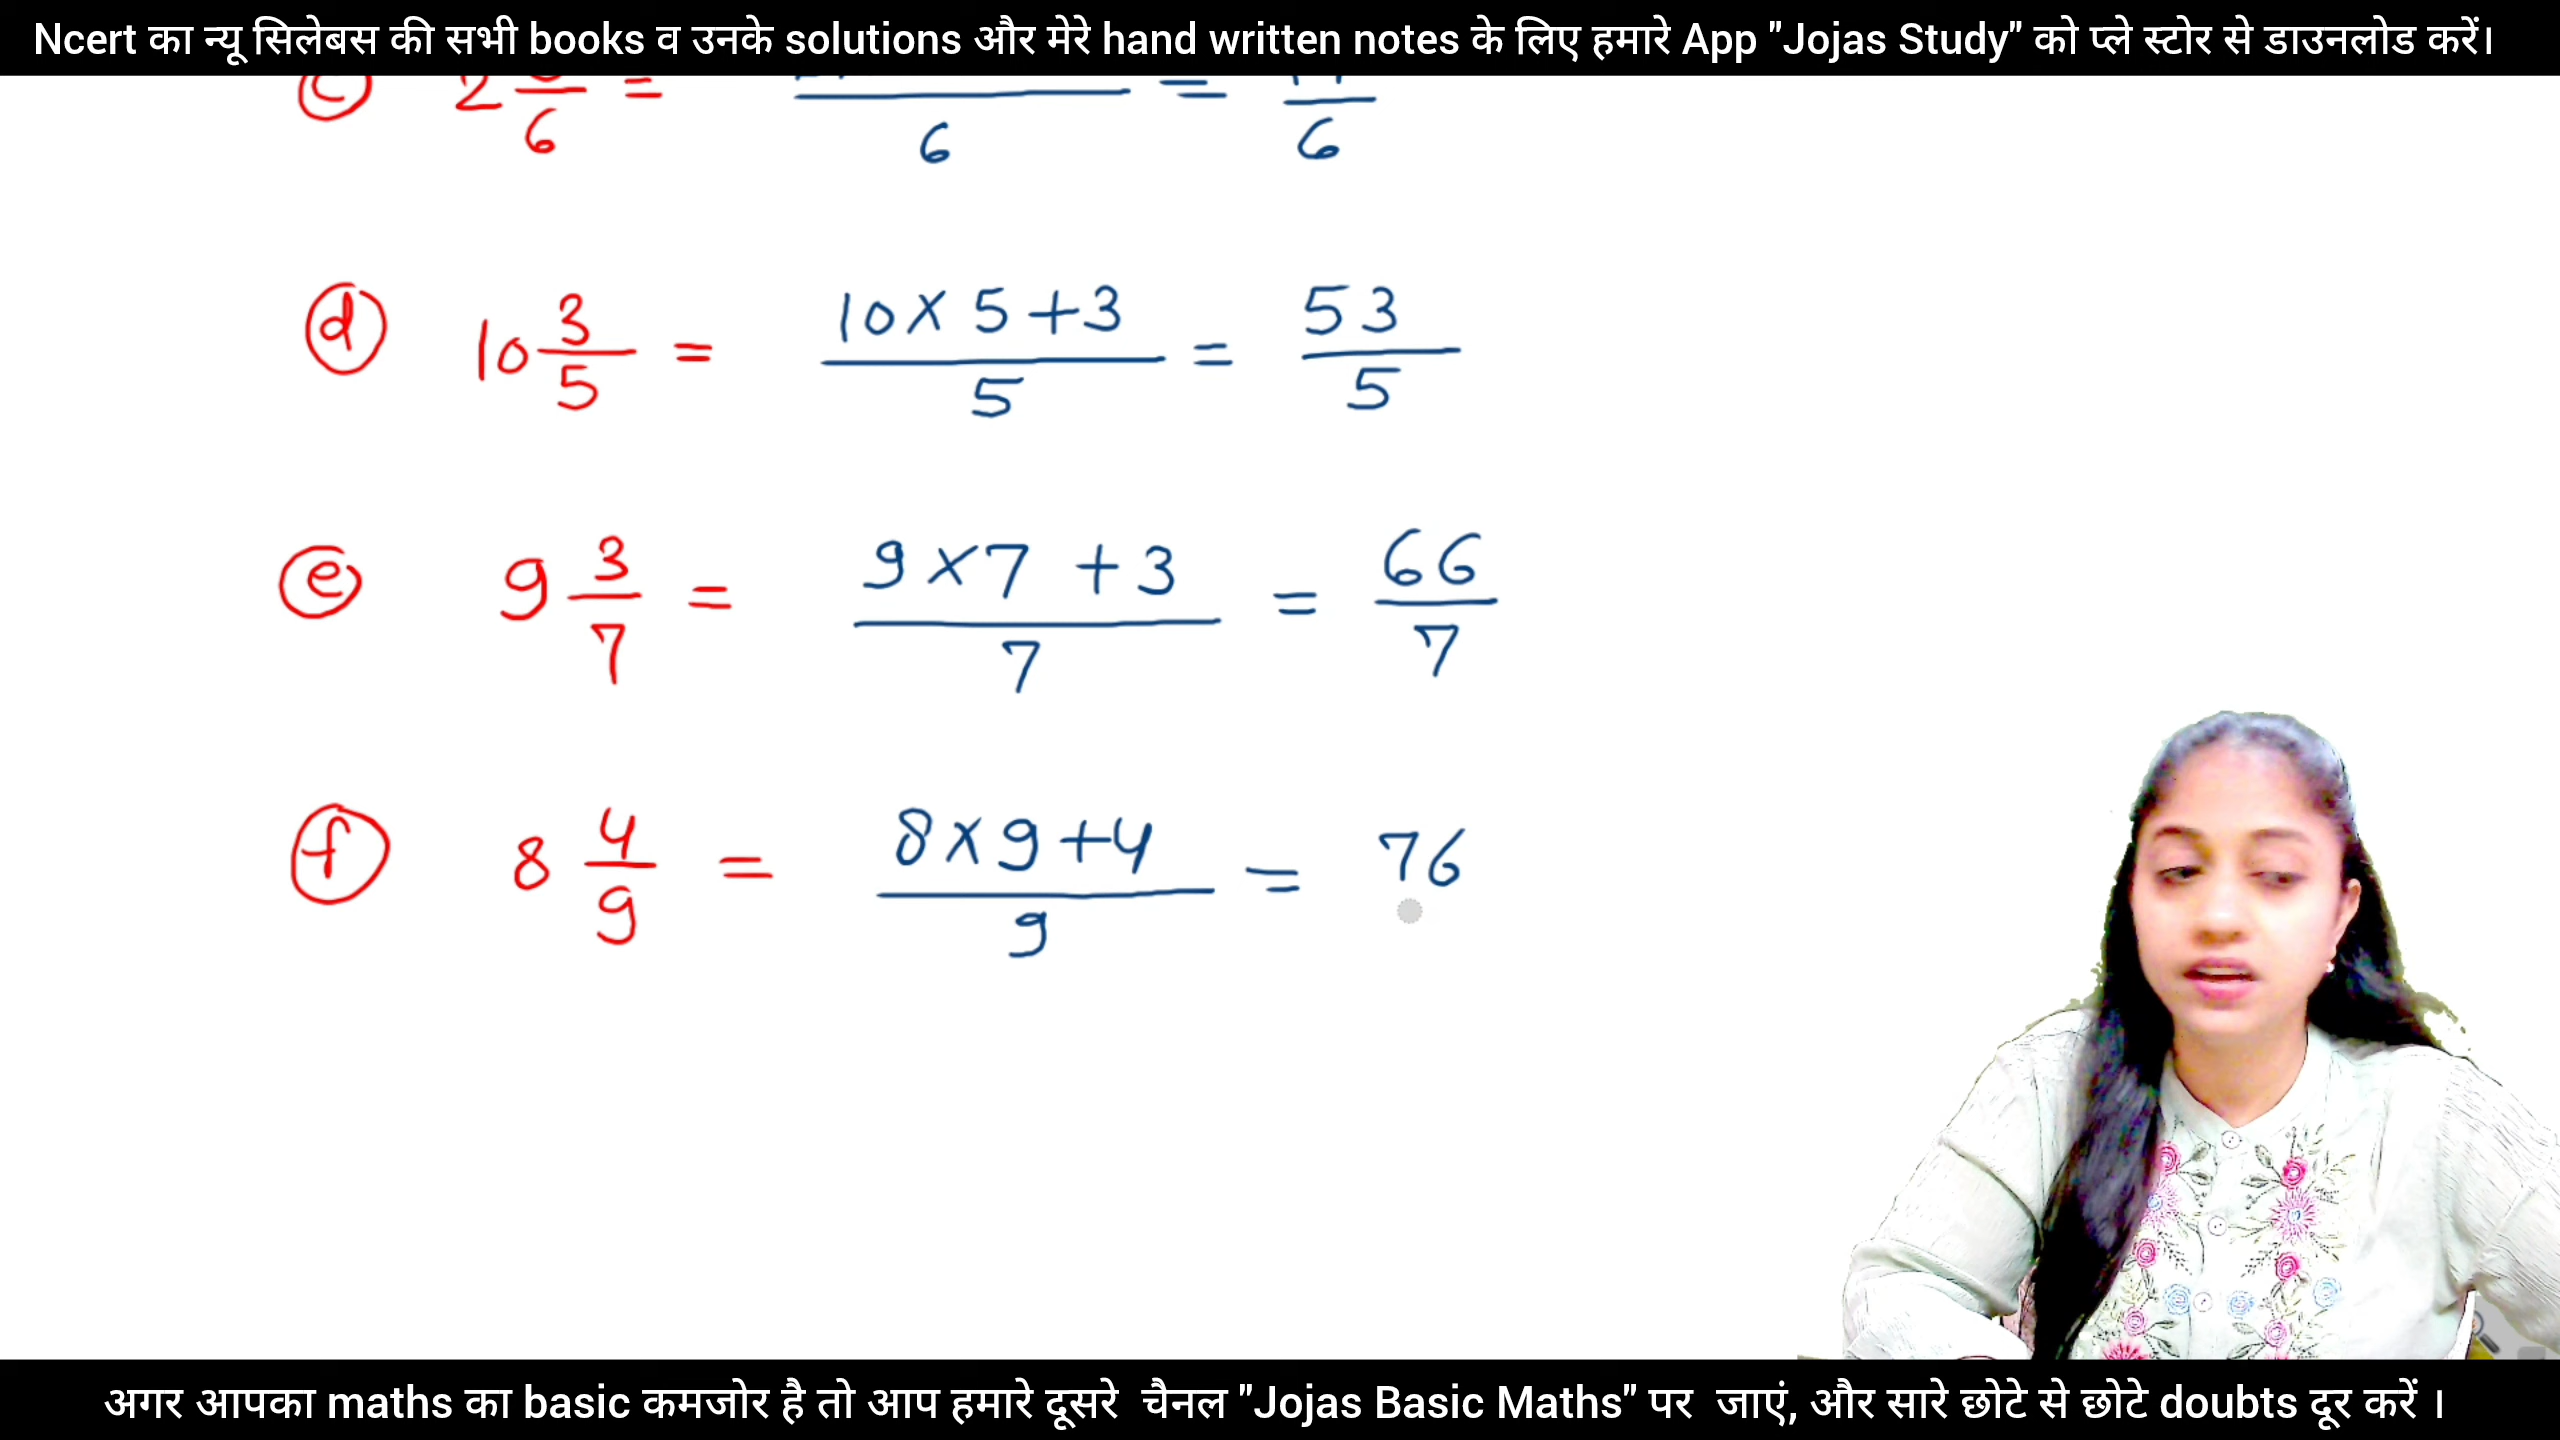 Ncert का न्यू सिलेबस की सभी books व उनके solutions और मेरे hand written notes के लिए हमारे App "Jojas Study" को प्ले स्टोर से डाउनलोड करें।
(d) 10 3/5 = (10 × 5 + 3)/5 = 53/5
(e) 9 3/7 = (9 × 7 + 3)/7 = 66/7
(f) 8 4/9 = (8 × 9 + 4)/9 = 76
अगर आपका maths का basic कमजोर है तो आप हमारे दूसरे चैनल "Jojas Basic Maths" पर जाएं, और सारे छोटे से छोटे doubts दूर करें ।